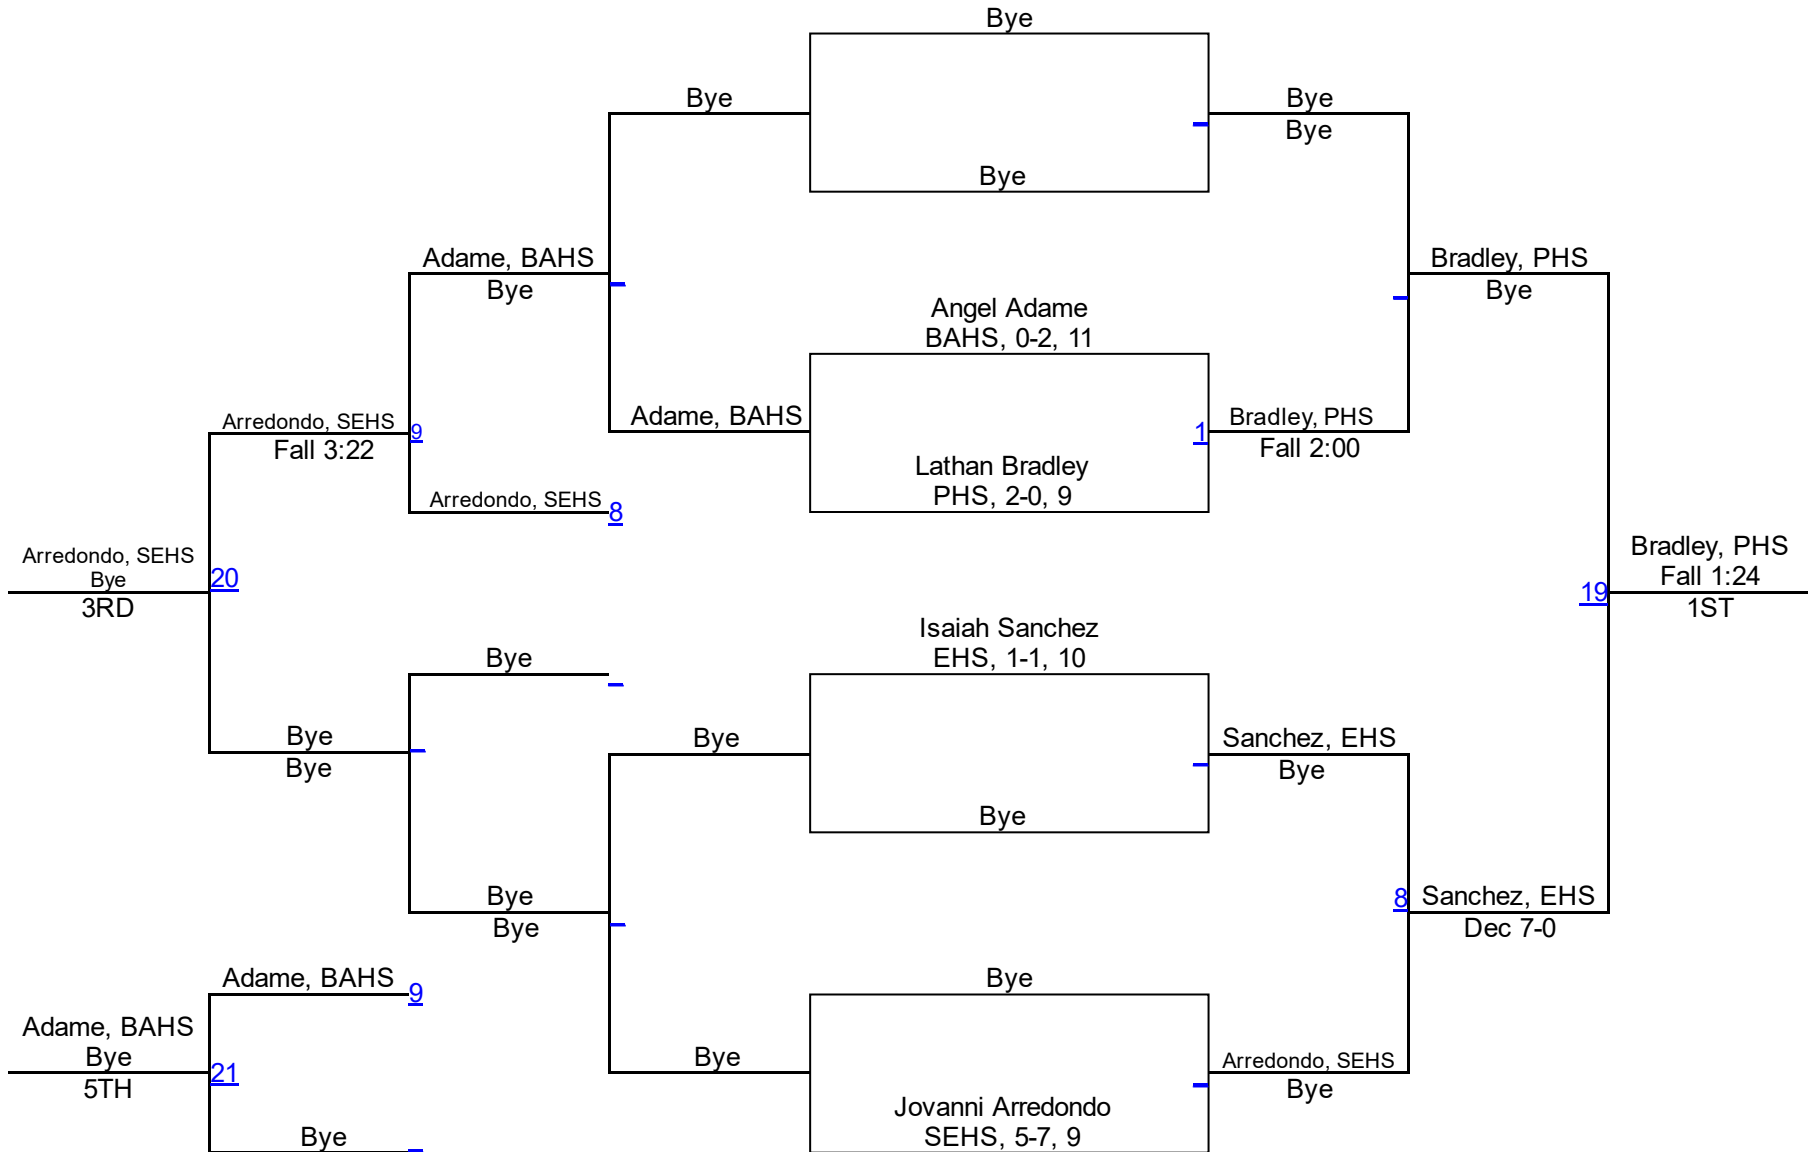 Bye
Bye
Bye
Bye
Bye
Adame, BAHS
Bye
Bradley, PHS
Bye
Angel Adame
BAHS, 0-2, 11
Adame, BAHS
Bradley, PHS
1
Fall 2:00
Arredondo, SEHS
9
Fall 3:22
Lathan Bradley
PHS, 2-0, 9
Arredondo, SEHS
8
Arredondo, SEHS
Bye
20
3RD
Bradley, PHS
Fall 1:24
19
1ST
Isaiah Sanchez
EHS, 1-1, 10
Bye
Bye
Bye
Bye
Sanchez, EHS
Bye
Bye
Bye
Bye
8
Sanchez, EHS
Dec 7-0
Adame, BAHS
9
Bye
Adame, BAHS
Bye
21
5TH
Bye
Arredondo, SEHS
Bye
Jovanni Arredondo
SEHS, 5-7, 9
Bye